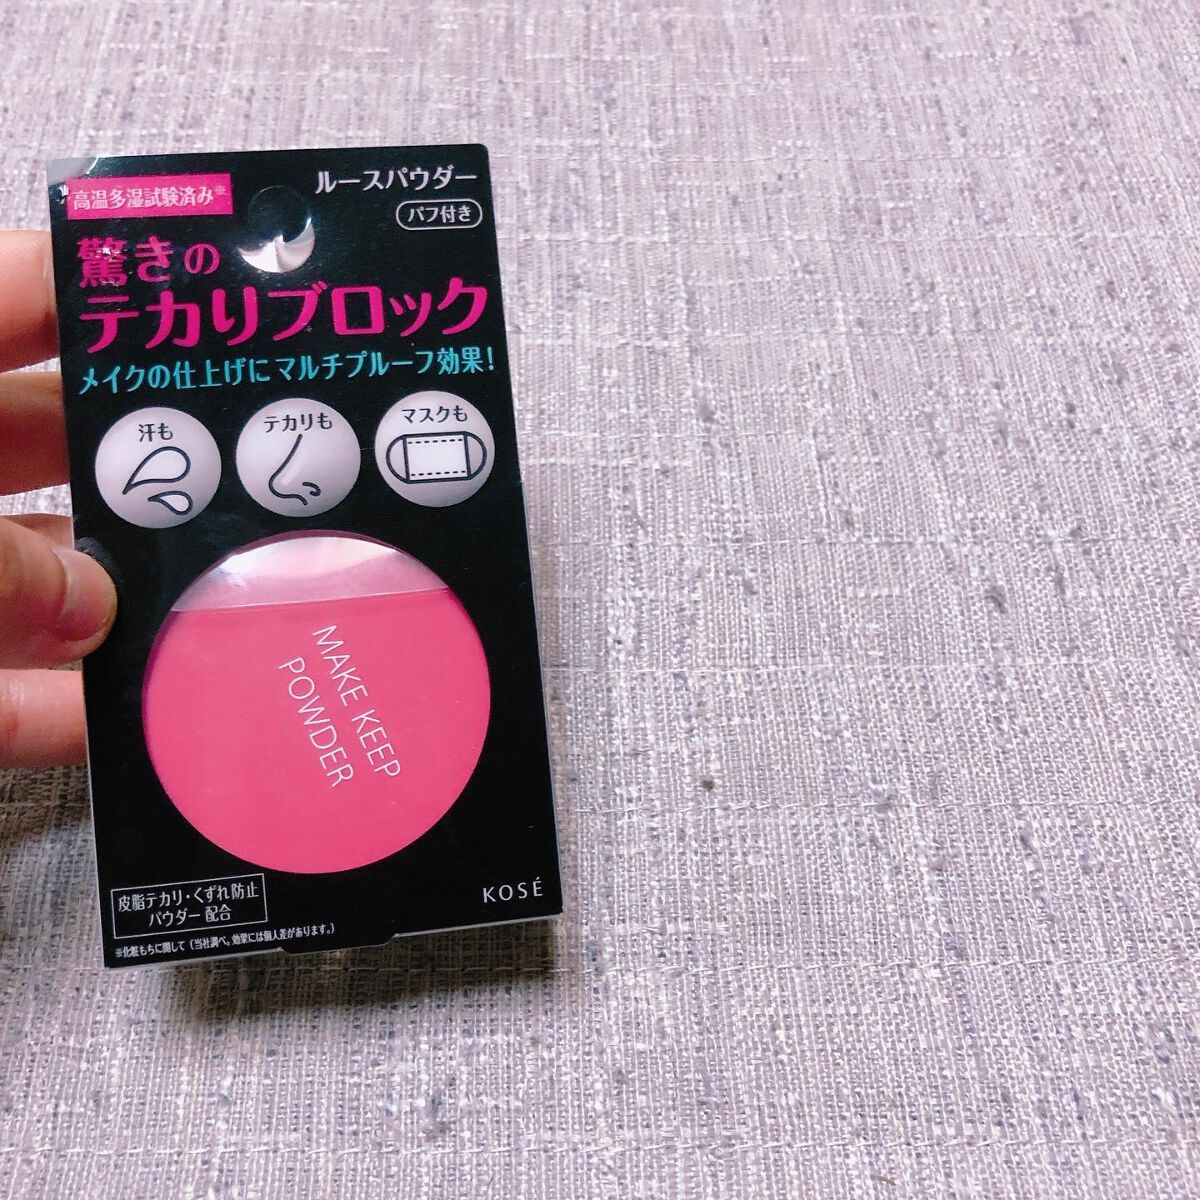 高温多湿試験済み※
ルースパウダー
パフ付き
驚きの
テカリブロック
メイクの仕上げにマルチプルーフ効果!
汗も
テカリも
マスクも
MAKE KEEP
POWDER
皮脂テカリ・くずれ防止
パウダー配合
KOSÉ
※化粧もちに関して(当社調べ。効果には個人差があります。)